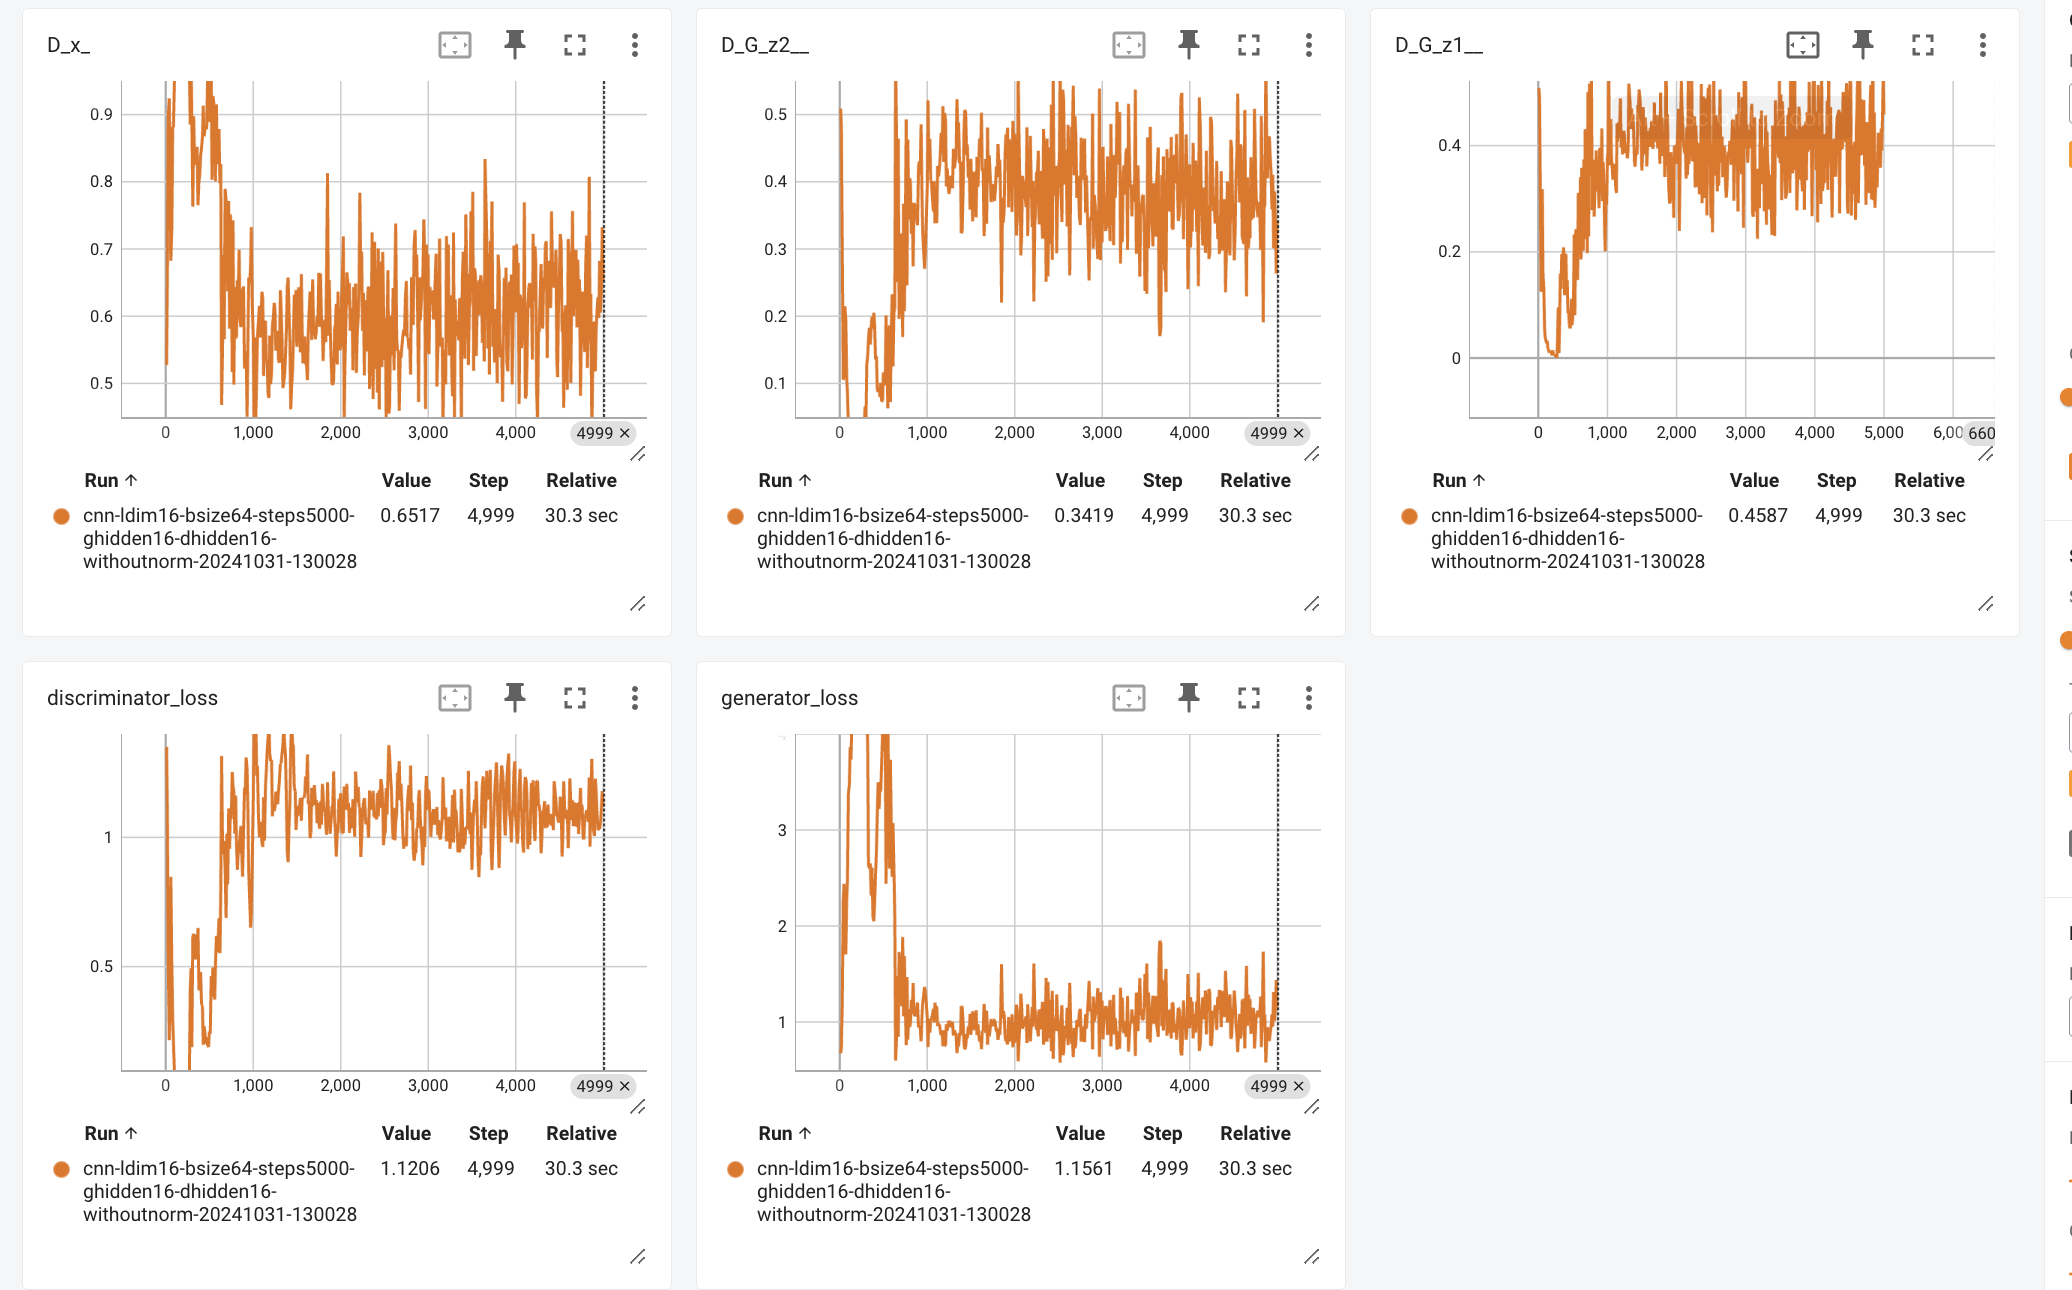 D_x_
0.9
0.8
0.7
0.6
0.5
0 1,000 2,000 3,000 4,000 4999 ×
Run ↑ Value Step Relative
cnn-ldim16-bsize64-steps5000- 0.6517 4,999 30.3 sec
ghidden16-dhidden16-
withoutnorm-20241031-130028
D_G_z2__
0.5
0.4
0.3
0.2
0.1
0 1,000 2,000 3,000 4,000 4999 ×
Run ↑ Value Step Relative
cnn-ldim16-bsize64-steps5000- 0.3419 4,999 30.3 sec
ghidden16-dhidden16-
withoutnorm-20241031-130028
D_G_z1__
0.4
0.2
0
0 1,000 2,000 3,000 4,000 5,000 6,00 660
Run ↑ Value Step Relative
cnn-ldim16-bsize64-steps5000- 0.4587 4,999 30.3 sec
ghidden16-dhidden16-
withoutnorm-20241031-130028
discriminator_loss
1
0.5
0 1,000 2,000 3,000 4,000 4999 ×
Run ↑ Value Step Relative
cnn-ldim16-bsize64-steps5000- 1.1206 4,999 30.3 sec
ghidden16-dhidden16-
withoutnorm-20241031-130028
generator_loss
3
2
1
0 1,000 2,000 3,000 4,000 4999 ×
Run ↑ Value Step Relative
cnn-ldim16-bsize64-steps5000- 1.1561 4,999 30.3 sec
ghidden16-dhidden16-
withoutnorm-20241031-130028